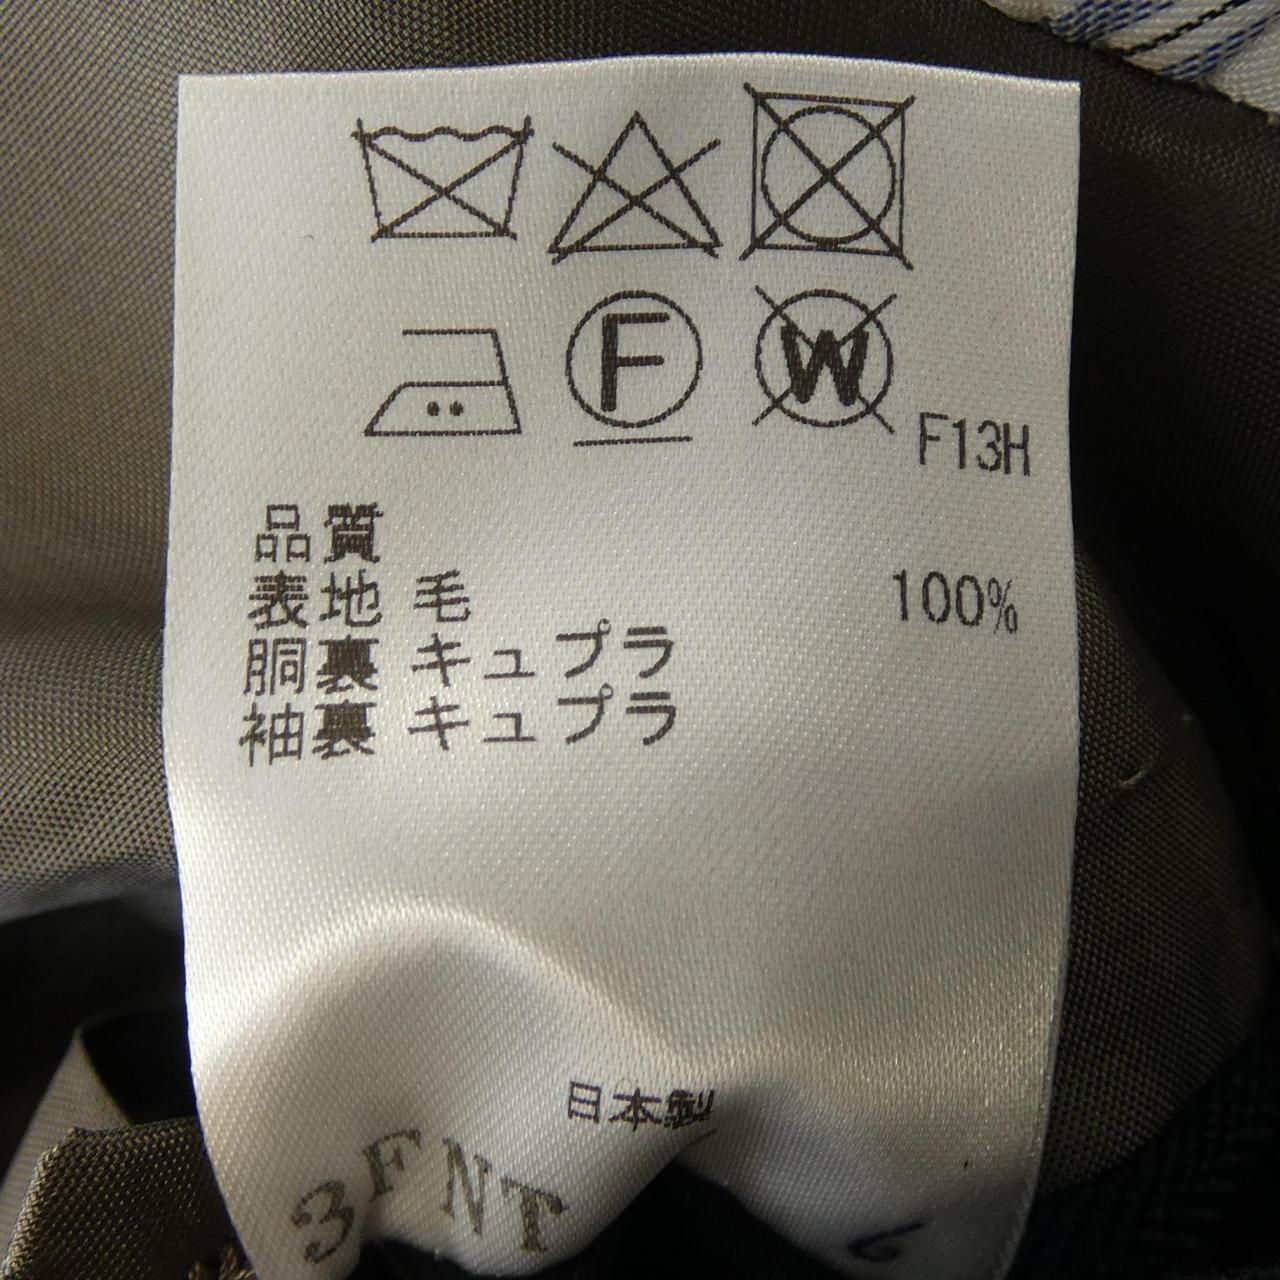 F W
F13H
品質
表地 毛 100%
胴裏 キュプラ
袖裏 キュプラ
日本製
3FNT